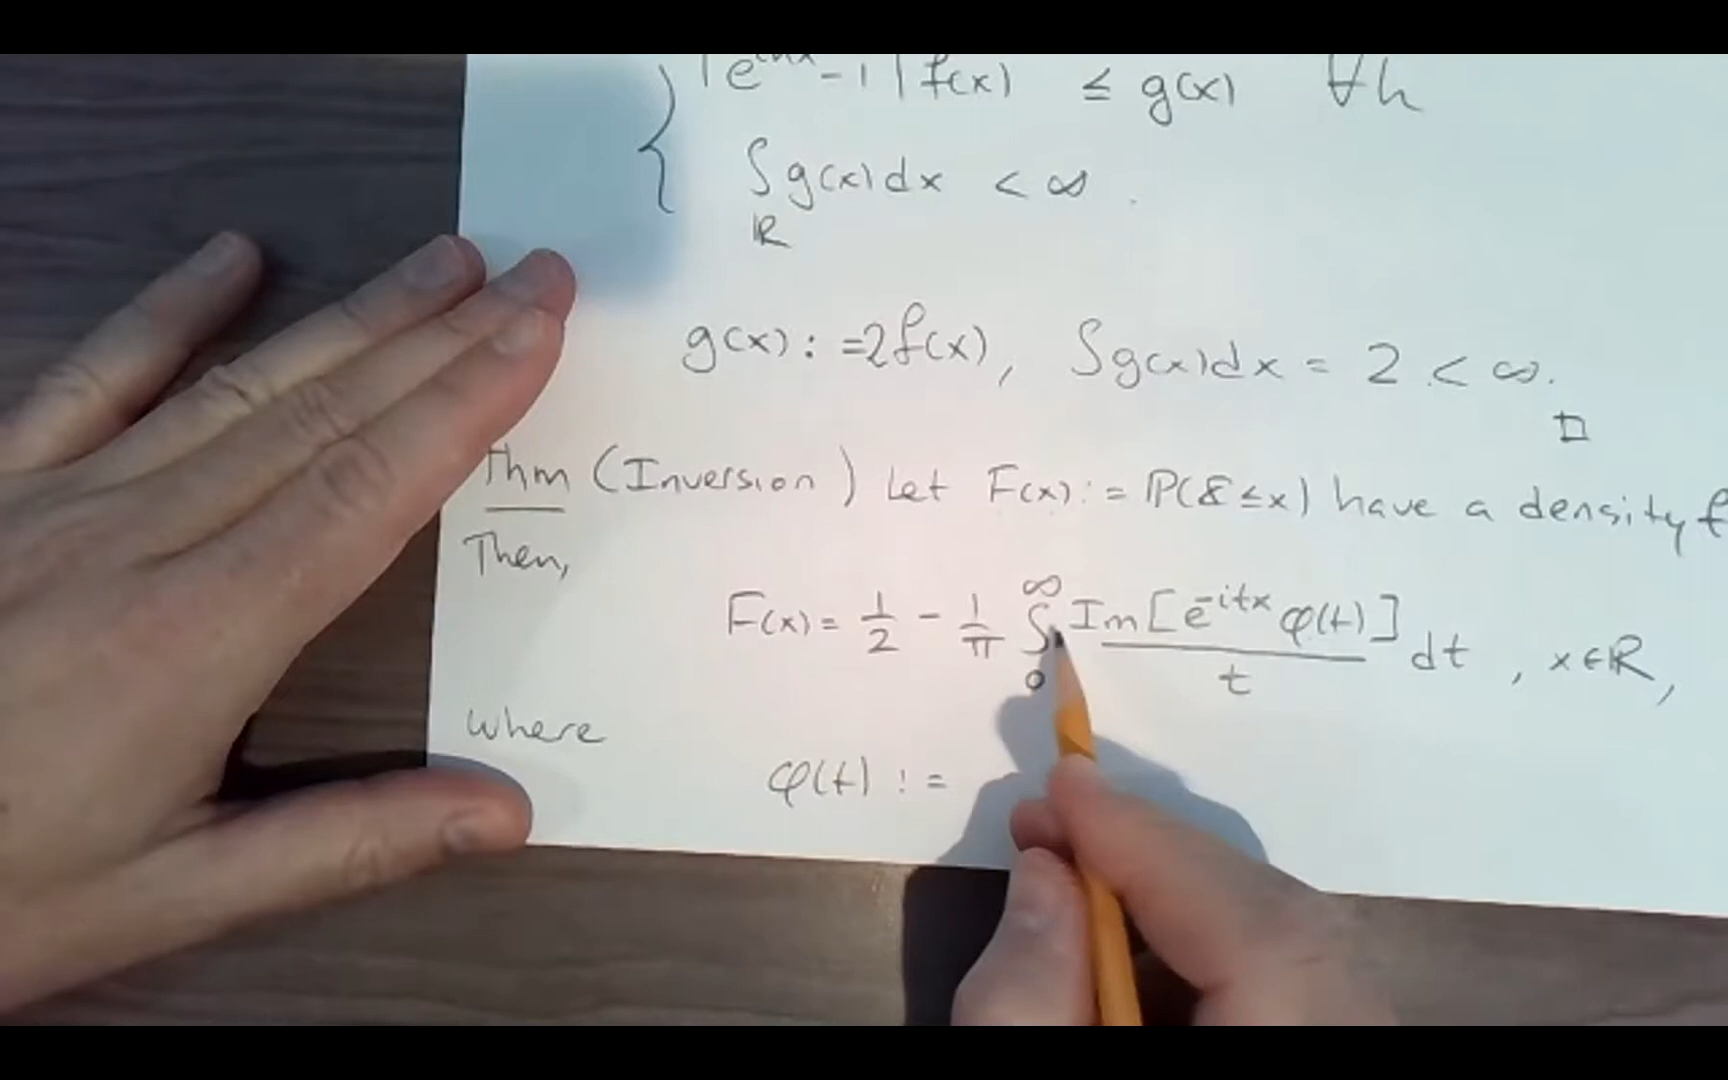 |e^{ihx} - 1| f(x) ≤ g(x) ∀h
∫_ℝ g(x)dx < ∞.
g(x) := 2f(x), ∫g(x)dx = 2 < ∞.
□
Thm (Inversion) Let F(x) := ℙ(X ≤ x) have a density f
Then,
F(x) = 1/2 - 1/π ∫_0^∞ Im[e^{-itx} φ(t)]/t dt, x∈ℝ,
where
φ(t) :=